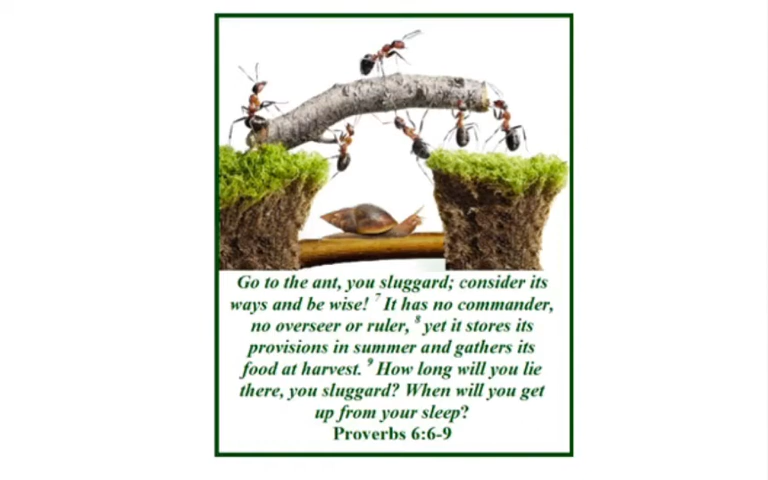 Go to the ant, you sluggard; consider its
ways and be wise! ⁷ It has no commander,
no overseer or ruler, ⁸ yet it stores its
provisions in summer and gathers its
food at harvest. ⁹ How long will you lie
there, you sluggard? When will you get
up from your sleep?
Proverbs 6:6-9